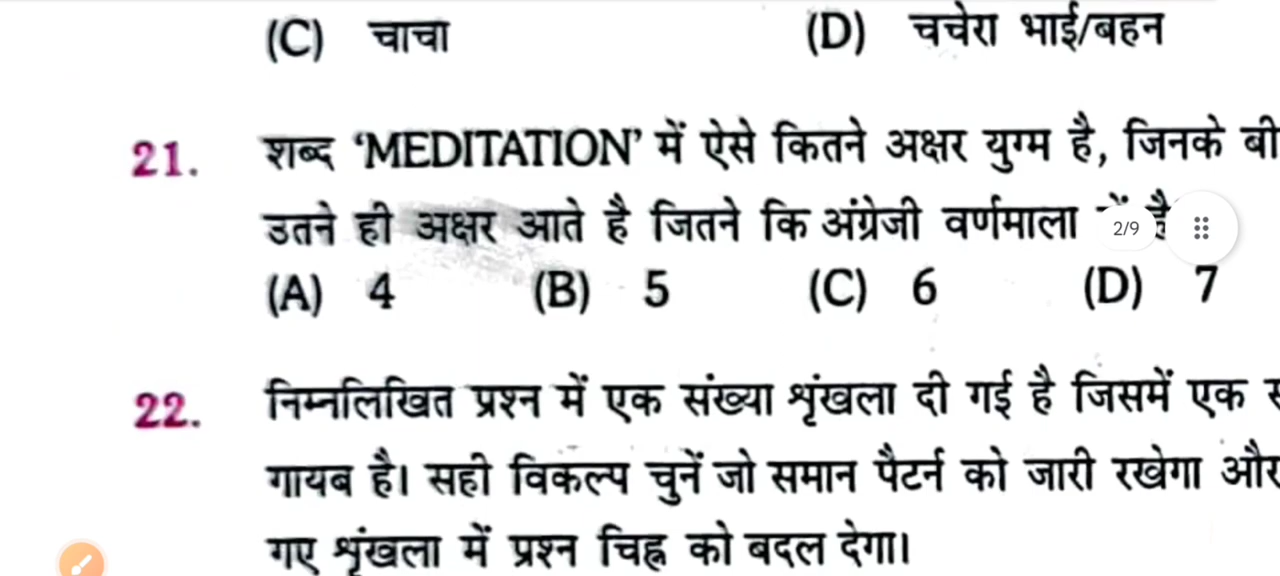 (C) चाचा (D) चचेरा भाई/बहन
21. शब्द ‘MEDITATION’ में ऐसे कितने अक्षर युग्म है, जिनके बी
उतने ही अक्षर आते है जितने कि अंग्रेजी वर्णमाला
2/9
(A) 4 (B) 5 (C) 6 (D) 7
22. निम्नलिखित प्रश्न में एक संख्या शृंखला दी गई है जिसमें एक
गायब है। सही विकल्प चुनें जो समान पैटर्न को जारी रखेगा और
गए शृंखला में प्रश्न चिह्न को बदल देगा।